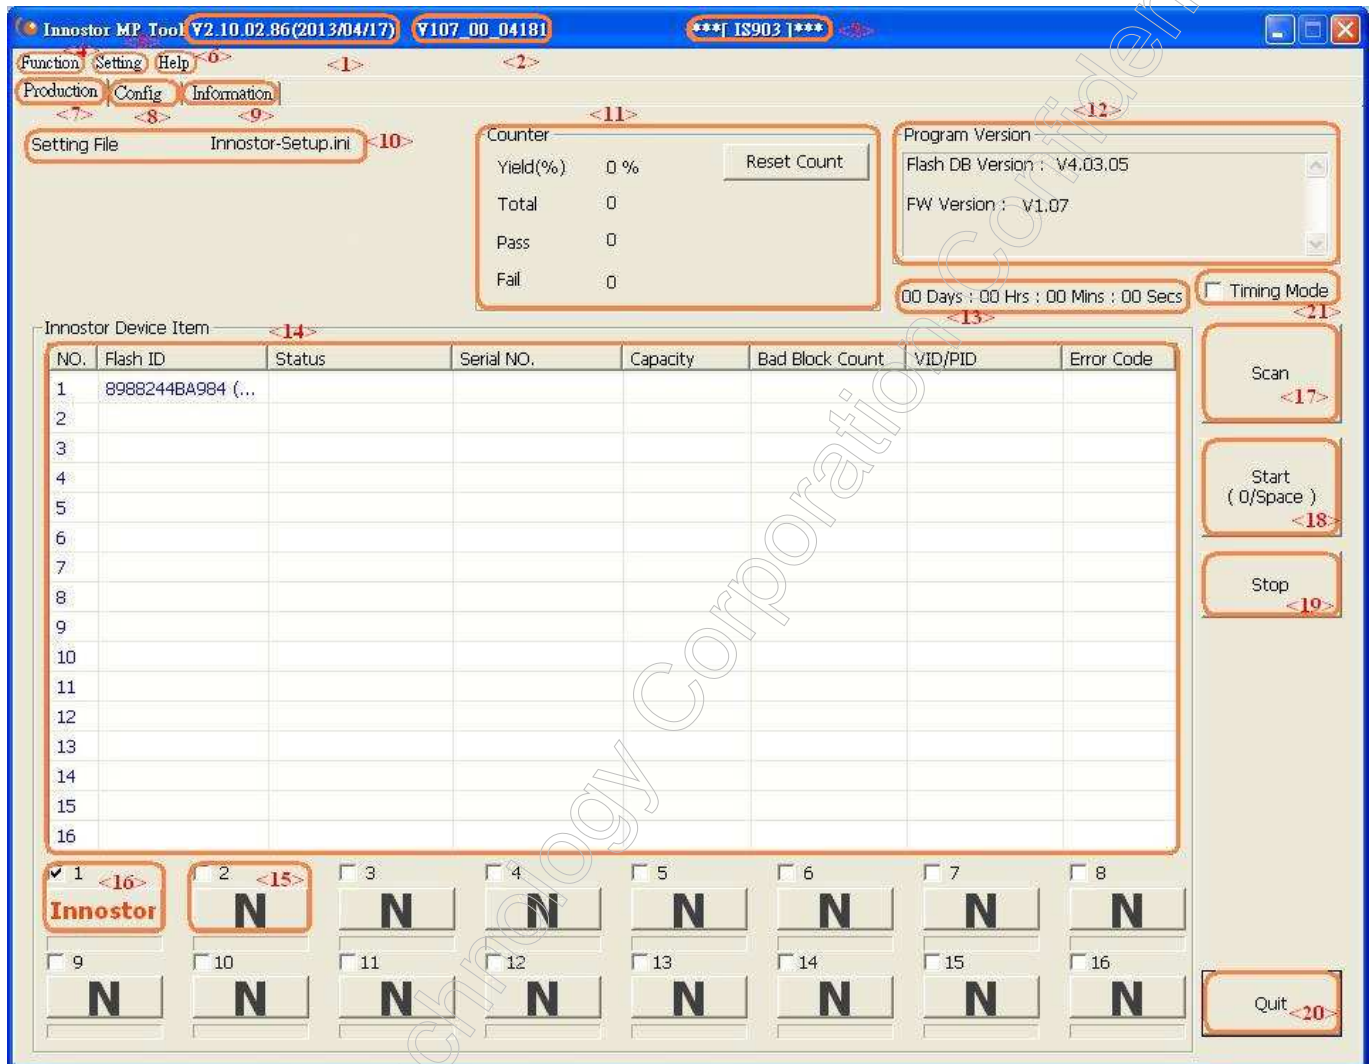 Innostor MP Tool V2.10.02.86(2013/04/17) V107_00_04181 ***[ IS903 ]*** <3>
Function Setting Help <6> <1> <2>
Production Config Information
<7> <8> <9> <11> <12>
Setting File Innostor-Setup.ini <10>
Counter
Yield(%) 0 %
Reset Count
Total 0
Pass 0
Fail 0
Program Version
Flash DB Version : V4.03.05
FW Version : V1.07
00 Days : 00 Hrs : 00 Mins : 00 Secs
<13>
Timing Mode
<21>
Innostor Device Item <14>
NO. Flash ID Status Serial NO. Capacity Bad Block Count VID/PID Error Code
1 8988244BA984 (...
2
3
4
5
6
7
8
9
10
11
12
13
14
15
16
Scan
<17>
Start
( 0/Space )
<18>
Stop
<19>
1 <16> 2 <15> 3 4 5 6 7 8
Innostor N N N N N N N
9 10 11 12 13 14 15 16
N N N N N N N N
Quit <20>
chnology Corporation Confiden